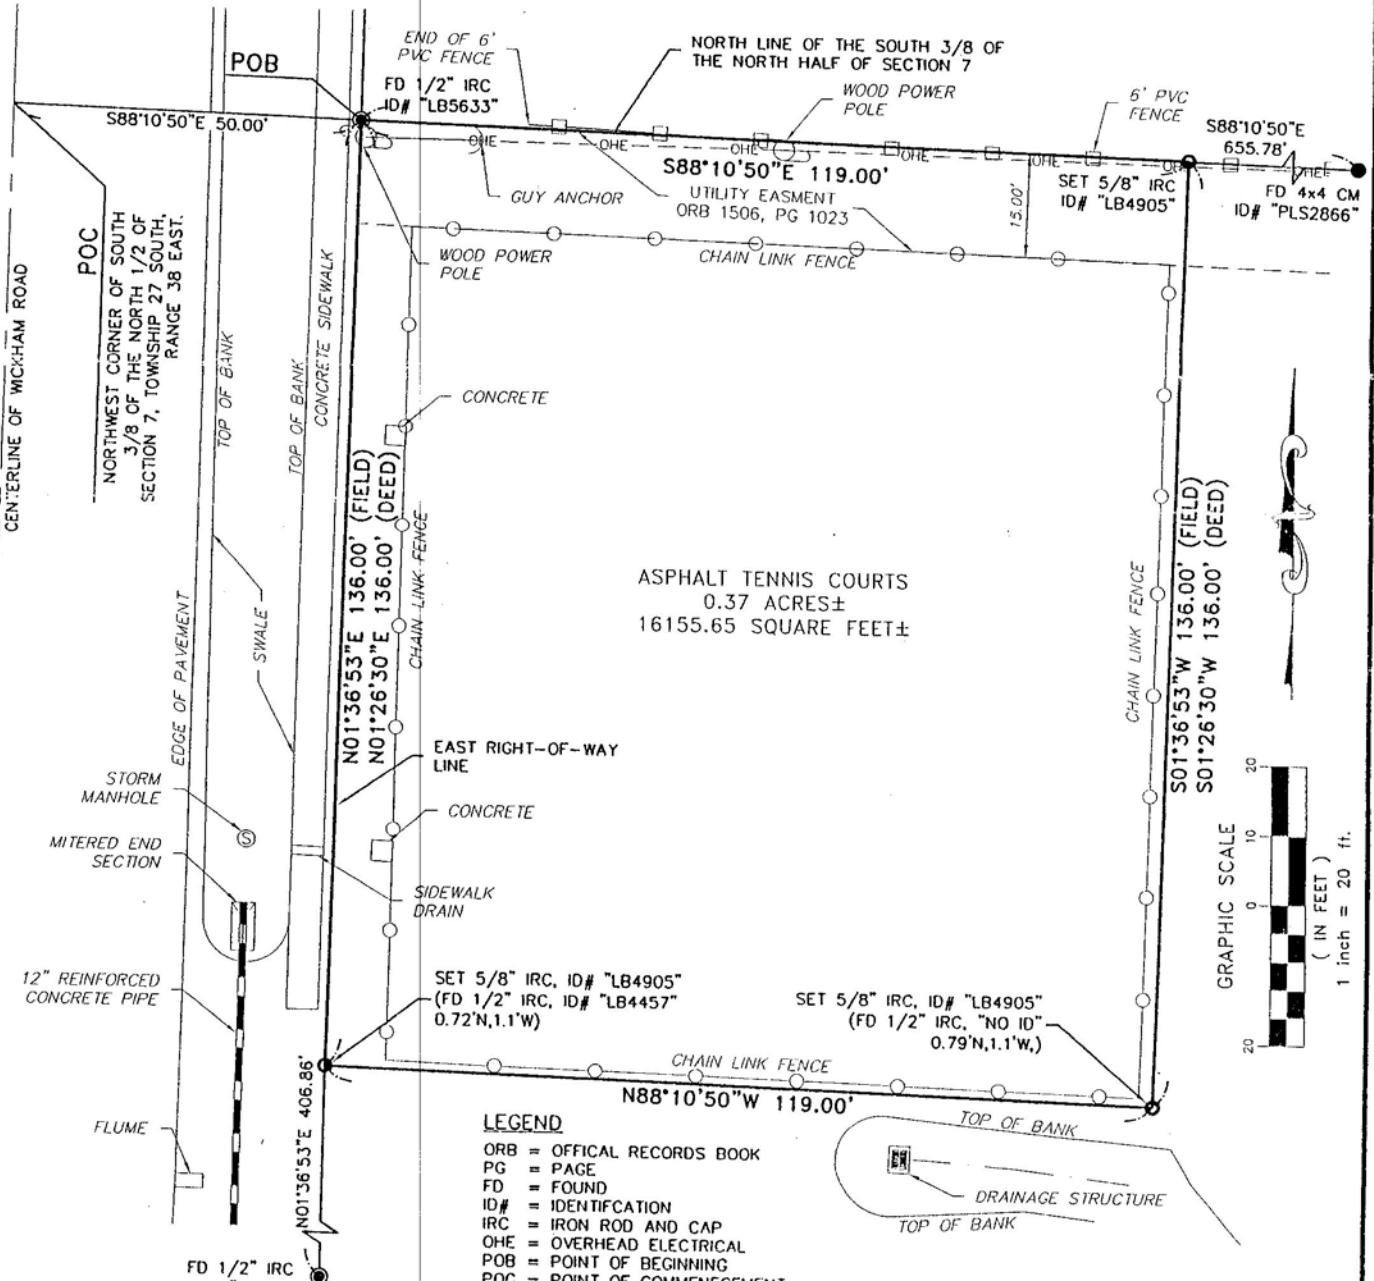 END OF 6'
PVC FENCE
NORTH LINE OF THE SOUTH 3/8 OF
THE NORTH HALF OF SECTION 7
POB
FD 1/2" IRC
ID# "LB5633"
WOOD POWER
POLE
6' PVC
FENCE
S88°10'50"E 50.00'
S88°10'50"E
655.78'
OHE
OHE
OHE
OHE
OHE
OHE
S88°10'50"E 119.00'
SET 5/8" IRC
ID# "LB4905"
FD 4x4 CM
ID# "PLS2866"
GUY ANCHOR
UTILITY EASMENT
ORB 1506, PG 1023
15.00'
POC
NORTHWEST CORNER OF SOUTH
3/8 OF THE NORTH 1/2 OF
SECTION 7, TOWNSHIP 27 SOUTH,
RANGE 38 EAST.
WOOD POWER
POLE
CHAIN LINK FENCE
CENTERLINE OF WICKHAM ROAD
TOP OF BANK
TOP OF BANK
CONCRETE SIDEWALK
CONCRETE
N01°36'53"E 136.00' (FIELD)
N01°26'30"E 136.00' (DEED)
CHAIN LINK FENCE
ASPHALT TENNIS COURTS
0.37 ACRES±
16155.65 SQUARE FEET±
CHAIN LINK FENCE
S01°36'53"W 136.00' (FIELD)
S01°26'30"W 136.00' (DEED)
EDGE OF PAVEMENT
SWALE
EAST RIGHT-OF-WAY
LINE
STORM
MANHOLE
S
MITERED END
SECTION
CONCRETE
SIDEWALK
DRAIN
GRAPHIC SCALE
20
10
0
20
( IN FEET )
1 inch = 20 ft.
12" REINFORCED
CONCRETE PIPE
SET 5/8" IRC, ID# "LB4905"
(FD 1/2" IRC, ID# "LB4457"
0.72'N,1.1'W)
SET 5/8" IRC, ID# "LB4905"
(FD 1/2" IRC, "NO ID"
0.79'N,1.1'W,)
CHAIN LINK FENCE
N88°10'50"W 119.00'
N01°36'53"E 406.86'
FLUME
TOP OF BANK
DRAINAGE STRUCTURE
TOP OF BANK
LEGEND
ORB = OFFICAL RECORDS BOOK
PG = PAGE
FD = FOUND
ID# = IDENTIFCATION
IRC = IRON ROD AND CAP
OHE = OVERHEAD ELECTRICAL
POB = POINT OF BEGINNING
POC = POINT OF COMMENECEMENT
FD 1/2" IRC